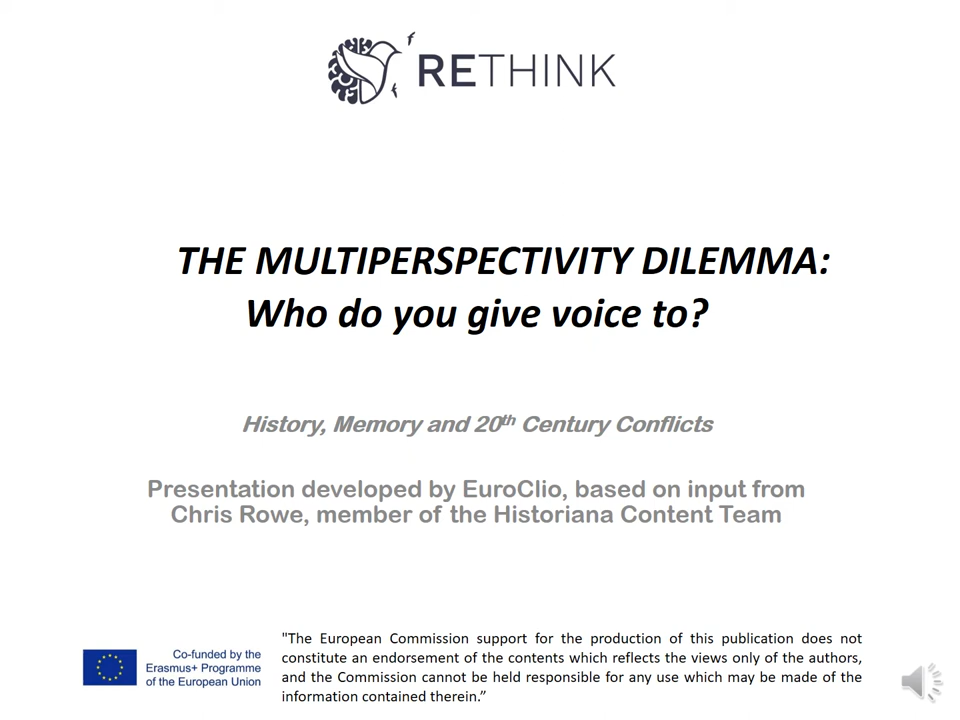 RETHINK
THE MULTIPERSPECTIVITY DILEMMA:
Who do you give voice to?
History, Memory and 20th Century Conflicts
Presentation developed by EuroClio, based on input from
Chris Rowe, member of the Historiana Content Team
Co-funded by the
Erasmus+ Programme
of the European Union
"The European Commission support for the production of this publication does not
constitute an endorsement of the contents which reflects the views only of the authors,
and the Commission cannot be held responsible for any use which may be made of the
information contained therein.”